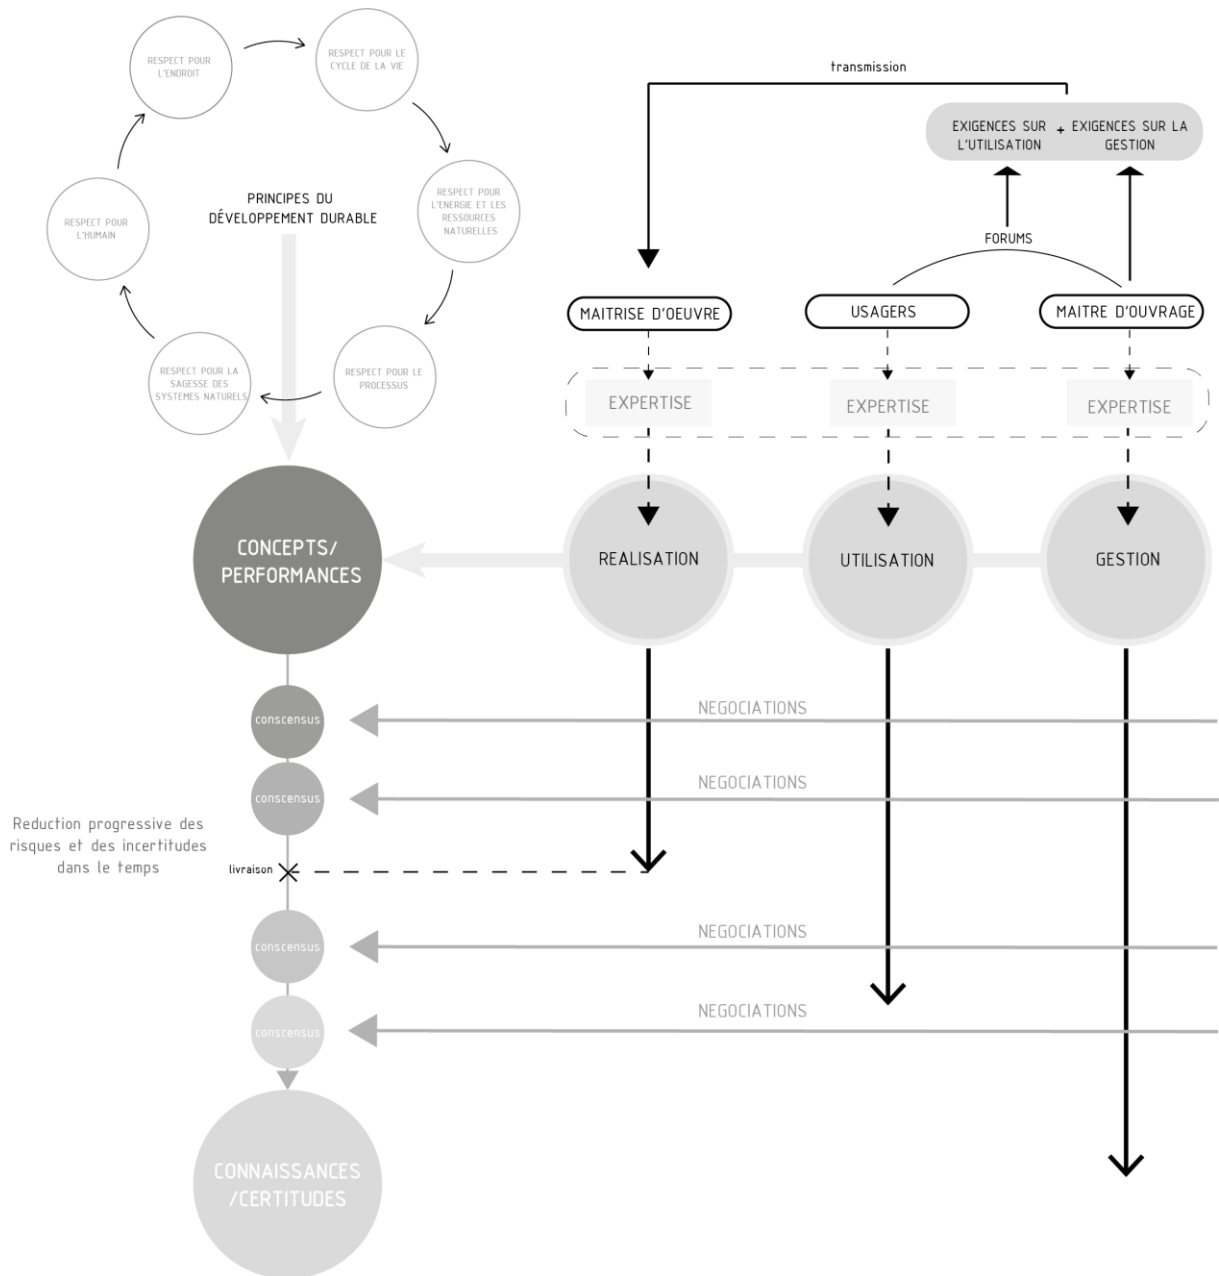 RESPECT POUR
L'ENDROIT
RESPECT POUR LE
CYCLE DE LA VIE
RESPECT POUR
L'ENERGIE ET LES
RESSOURCES
NATURELLES
RESPECT POUR LE
PROCESSUS
RESPECT POUR LA
SAGESSE DES
SYSTEMES NATURELS
RESPECT POUR
L'HUMAIN
PRINCIPES DU
DÉVELOPPEMENT DURABLE
transmission
EXIGENCES SUR
L'UTILISATION
+
EXIGENCES SUR LA
GESTION
FORUMS
MAITRISE D'OEUVRE
USAGERS
MAITRE D'OUVRAGE
EXPERTISE
EXPERTISE
EXPERTISE
CONCEPTS/
PERFORMANCES
REALISATION
UTILISATION
GESTION
conscensus
NEGOCIATIONS
conscensus
NEGOCIATIONS
Reduction progressive des
risques et des incertitudes
dans le temps
livraison
conscensus
NEGOCIATIONS
conscensus
NEGOCIATIONS
CONNAISSANCES
/CERTITUDES